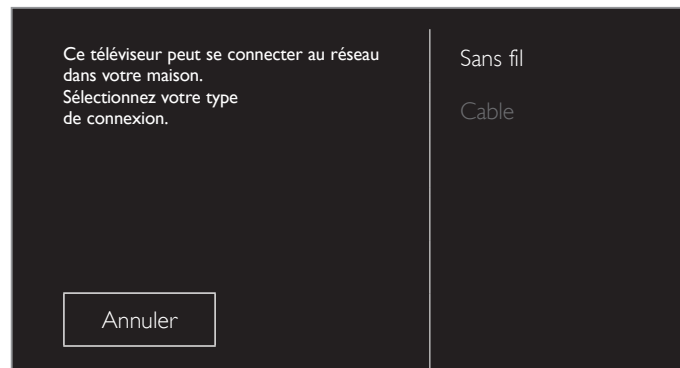 Ce téléviseur peut se connecter au réseau
dans votre maison.
Sélectionnez votre type
de connexion.
Sans fil
Cable
Annuler